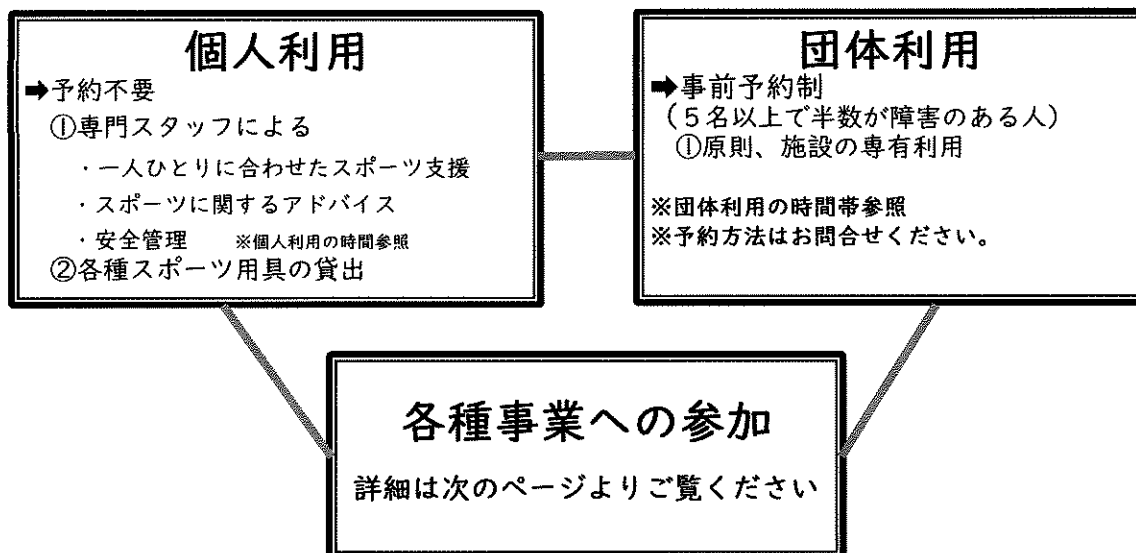 個人利用
➡予約不要
①専門スタッフによる
・一人ひとりに合わせたスポーツ支援
・スポーツに関するアドバイス
・安全管理　※個人利用の時間参照
②各種スポーツ用具の貸出
団体利用
➡事前予約制
（５名以上で半数が障害のある人）
①原則、施設の専有利用
※団体利用の時間帯参照
※予約方法はお問合せください。
各種事業への参加
詳細は次のページよりご覧ください